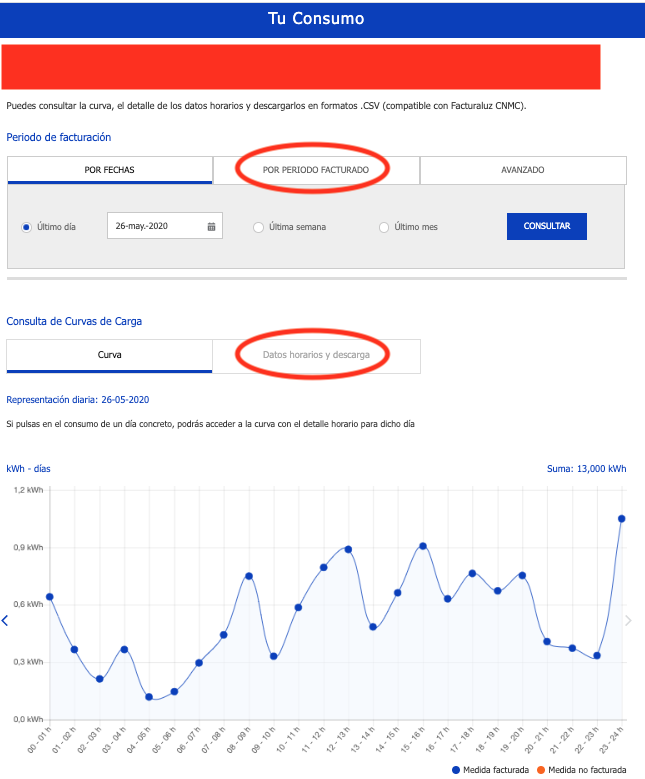 Tu Consumo
Puedes consultar la curva, el detalle de los datos horarios y descargarlos en formatos .CSV (compatible con Facturaluz CNMC).
Periodo de facturación
POR FECHAS
POR PERIODO FACTURADO
AVANZADO
Último día
26-may.-2020
Última semana
Último mes
CONSULTAR
Consulta de Curvas de Carga
Curva
Datos horarios y descarga
Representación diaria: 26-05-2020
Si pulsas en el consumo de un día concreto, podrás acceder a la curva con el detalle horario para dicho día
kWh - días
Suma: 13,000 kWh
1,2 kWh
0,9 kWh
0,6 kWh
0,3 kWh
0,0 kWh
00 - 01 h
01 - 02 h
02 - 03 h
03 - 04 h
04 - 05 h
05 - 06 h
06 - 07 h
07 - 08 h
08 - 09 h
09 - 10 h
10 - 11 h
11 - 12 h
12 - 13 h
13 - 14 h
14 - 15 h
15 - 16 h
16 - 17 h
17 - 18 h
18 - 19 h
19 - 20 h
20 - 21 h
21 - 22 h
22 - 23 h
23 - 24 h
Medida facturada
Medida no facturada